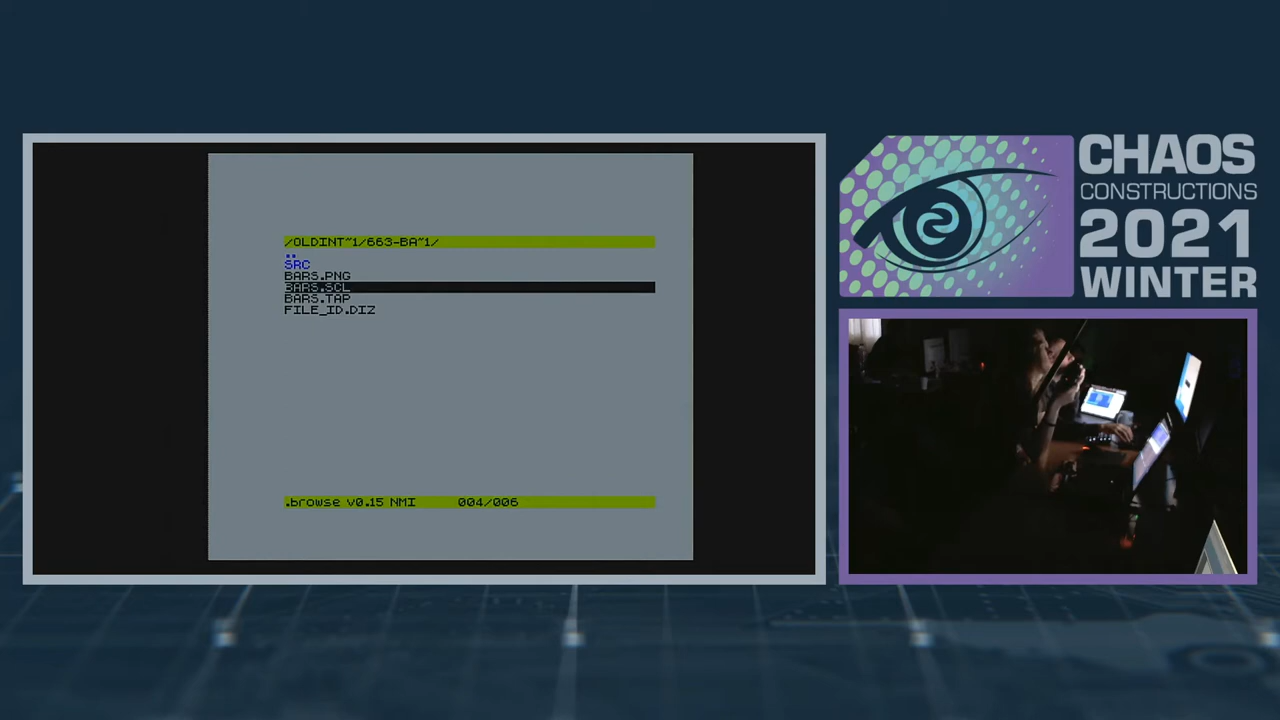 /OLDINT~1/663-BA~1/
..
SRC
BARS.PNG
BARS.SCL
BARS.TAP
FILE_ID.DIZ
.browse v0.15 NMI 004/006
CHAOS
CONSTRUCTIONS
2021
WINTER